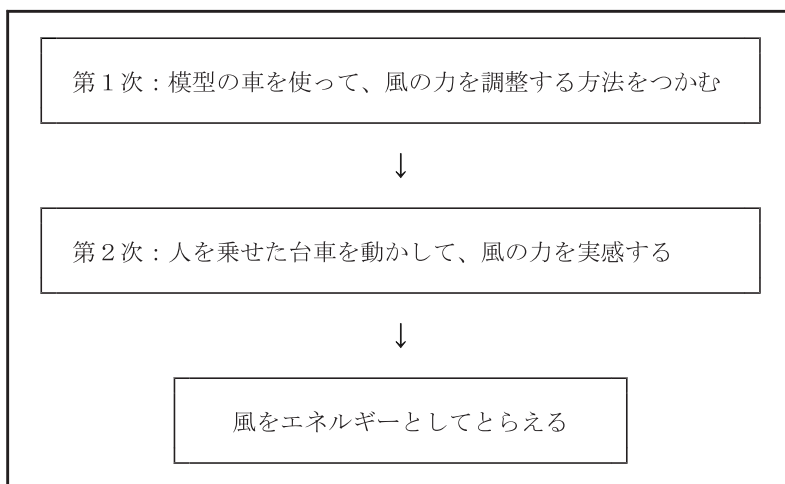 第１次：模型の車を使って、風の力を調整する方法をつかむ
↓
第２次：人を乗せた台車を動かして、風の力を実感する
↓
風をエネルギーとしてとらえる